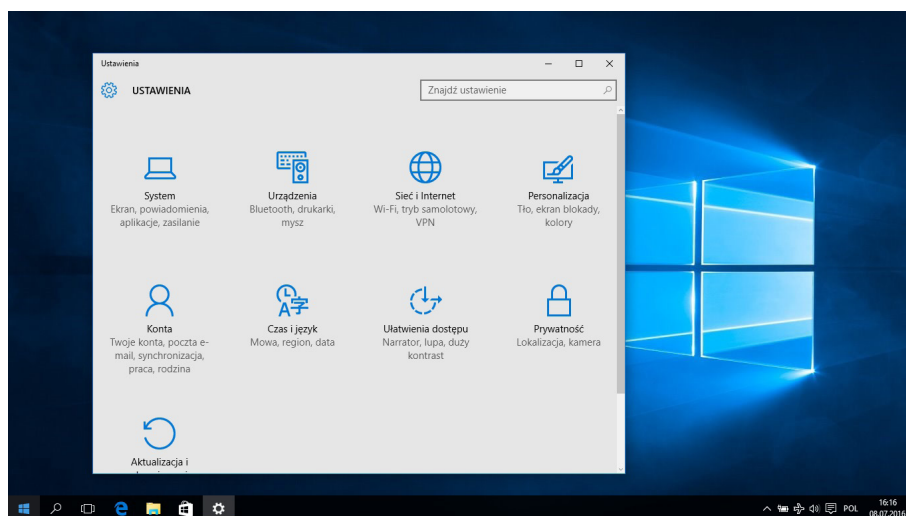 Ustawienia
USTAWIENIA
Znajdź ustawienie
System
Ekran, powiadomienia,
aplikacje, zasilanie
Urządzenia
Bluetooth, drukarki,
mysz
Sieć i Internet
Wi-Fi, tryb samolotowy,
VPN
Personalizacja
Tło, ekran blokady,
kolory
Konta
Twoje konta, poczta e-
mail, synchronizacja,
praca, rodzina
Czas i język
Mowa, region, data
Ułatwienia dostępu
Narrator, lupa, duży
kontrast
Prywatność
Lokalizacja, kamera
Aktualizacja i
POL
16:16
08.07.2016